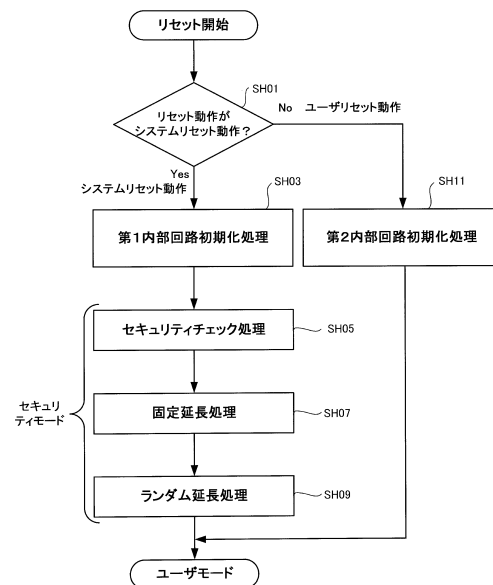 リセット開始
SH01
リセット動作が
システムリセット動作?
No ユーザリセット動作
Yes
システムリセット動作
SH03
SH11
第1内部回路初期化処理
第2内部回路初期化処理
セキュリティチェック処理
SH05
セキュリ
ティモード
固定延長処理
SH07
ランダム延長処理
SH09
ユーザモード